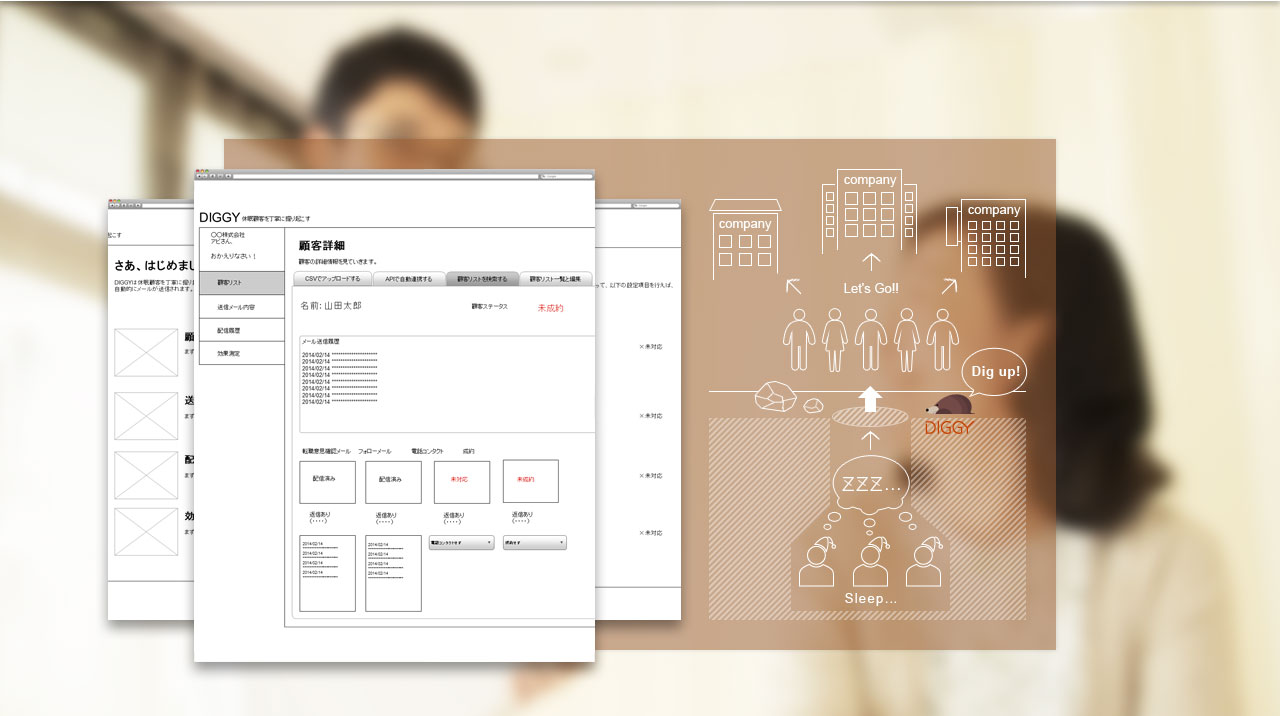 DIGGY 休眠顧客を丁寧に掘り起こす
〇〇株式会社
アピさん、
おかえりなさい！
顧客リスト
送信メール内容
配信履歴
効果測定
顧客詳細
顧客の詳細情報を見ていきます。
CSVでアップロードする
APIで自動連携する
顧客リストを検索する
顧客リスト一覧と編集
名前: 山田太郎
顧客ステータス
未成約
メール送信履歴
2014/02/14 **********************
2014/02/14 **********************
2014/02/14 **********************
2014/02/14 **********************
2014/02/14 **********************
2014/02/14 **********************
2014/02/14 **********************
2014/02/14 **********************
転職意思確認メール
フォローメール
電話コンタクト
成約
配信済み
配信済み
未対応
未成約
返信あり
(・・・・)
返信あり
(・・・・)
返信あり
(・・・・)
返信あり
(・・・・)
2014/02/14
2014/02/14
2014/02/14
2014/02/14
2014/02/14
2014/02/14
2014/02/14
2014/02/14
電話コンタクトです
成約です
起こす
さあ、はじめまし
DIGGYは休眠顧客を丁寧に掘り
自動的にメールが送信されます。
って、以下の設定項目を行えば、
顧
ます
送
ます
配
ます
効
ます
×未対応
×未対応
×未対応
×未対応
company
company
company
Let's Go!!
Dig up!
DIGGY
ZZZ...
Sleep...